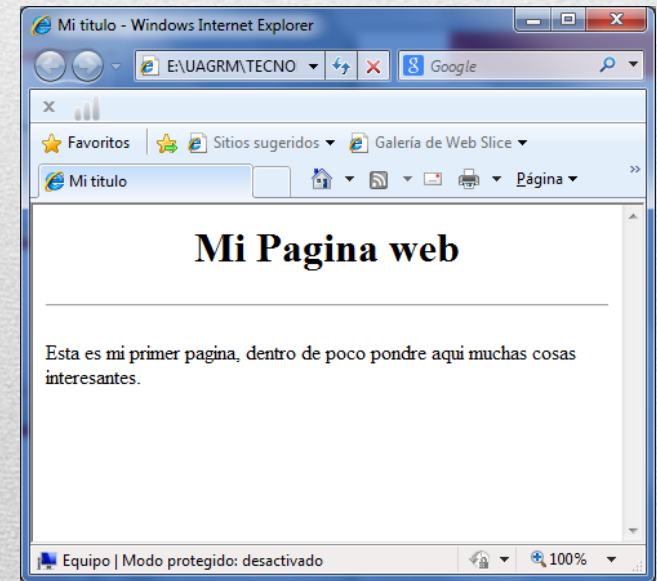 Mi titulo - Windows Internet Explorer
E:\UAGRM\TECNO
Google
Favoritos
Sitios sugeridos
Galería de Web Slice
Mi titulo
Página
Mi Pagina web
Esta es mi primer pagina, dentro de poco pondre aqui muchas cosas
interesantes.
Equipo | Modo protegido: desactivado
100%